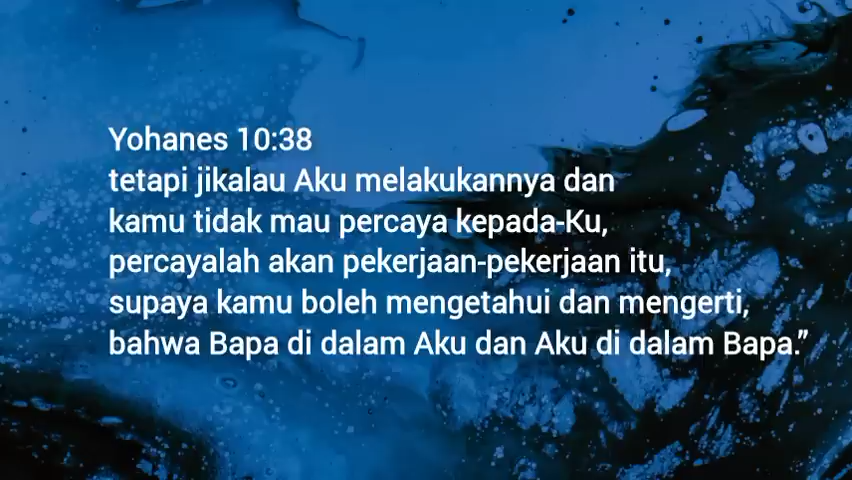 Yohanes 10:38
tetapi jikalau Aku melakukannya dan
kamu tidak mau percaya kepada-Ku,
percayalah akan pekerjaan-pekerjaan itu,
supaya kamu boleh mengetahui dan mengerti,
bahwa Bapa di dalam Aku dan Aku di dalam Bapa.”